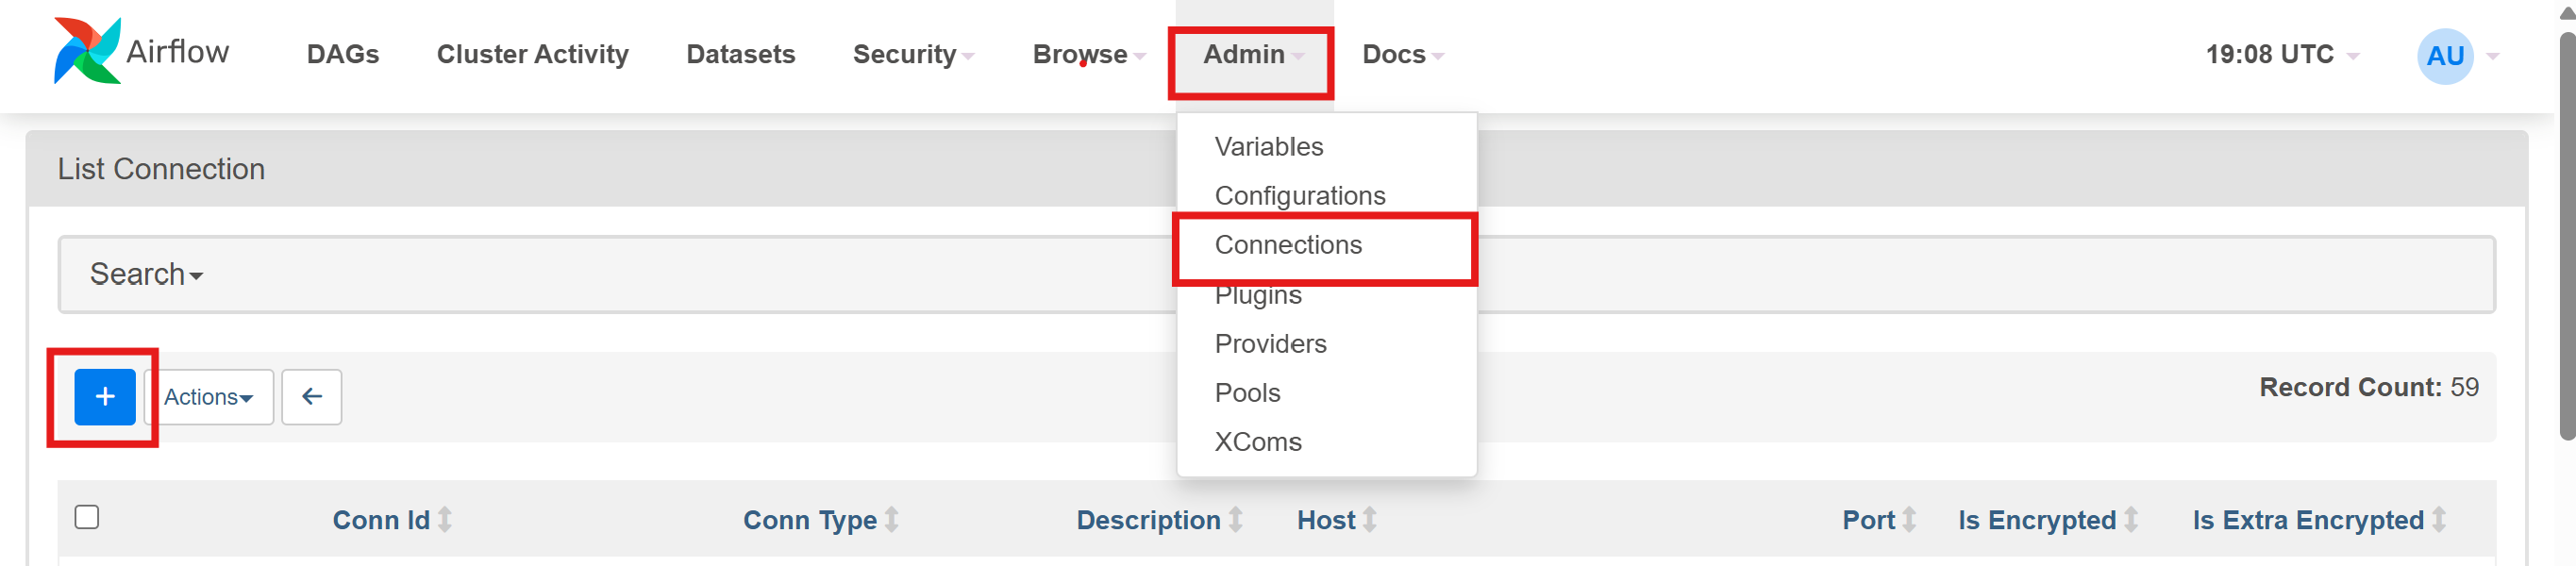 Airflow DAGs Cluster Activity Datasets Security Browse Admin Docs 19:08 UTC AU
Variables
List Connection
Configurations
Connections
Search
Plugins
Providers
+ Actions Pools Record Count: 59
XComs
Conn Id Conn Type Description Host Port Is Encrypted Is Extra Encrypted